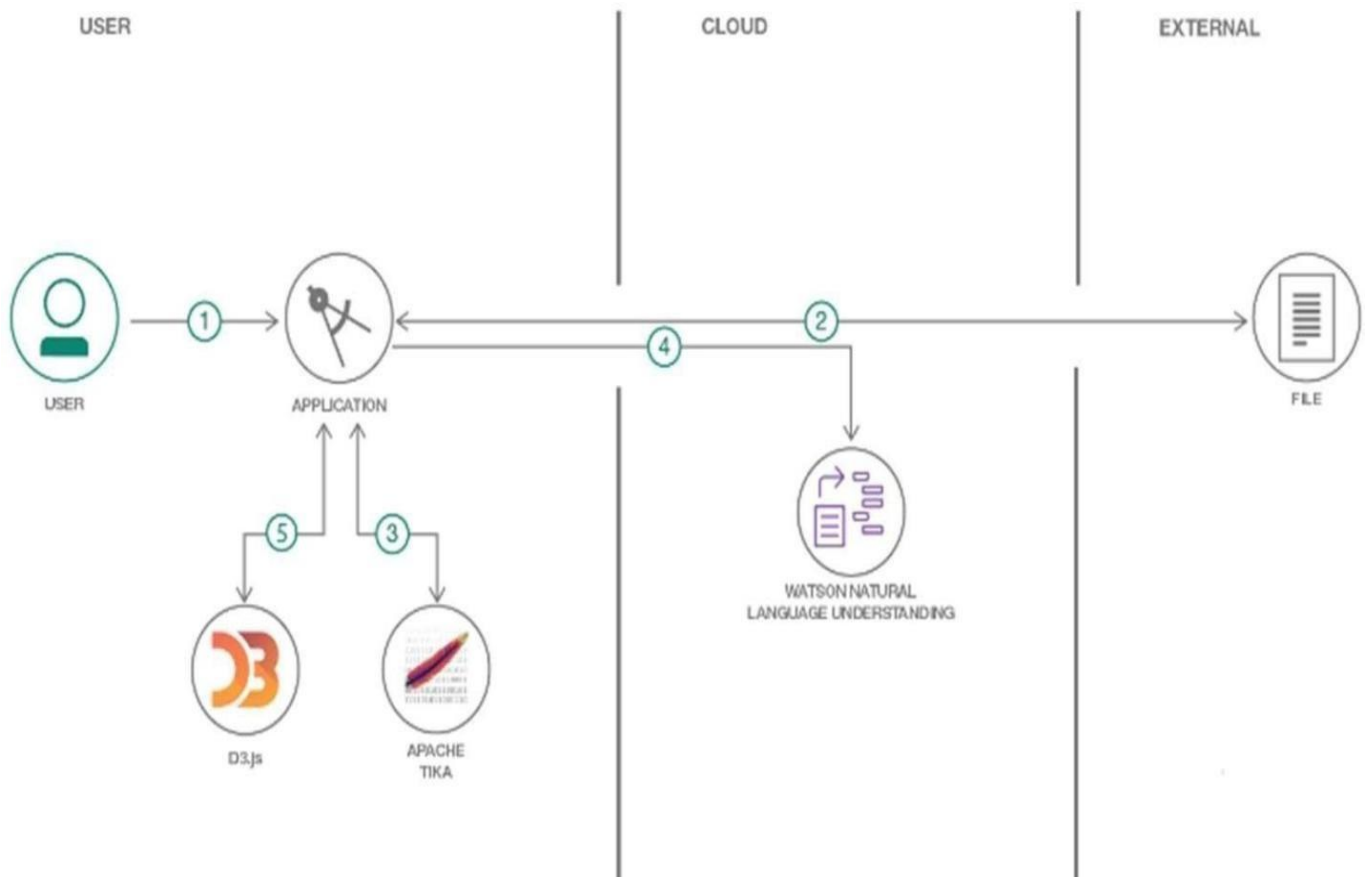 USER
CLOUD
EXTERNAL
1
2
4
USER
APPLICATION
FILE
5
3
WATSON NATURAL
LANGUAGE UNDERSTANDING
D3
D3.js
APACHE
TIKA